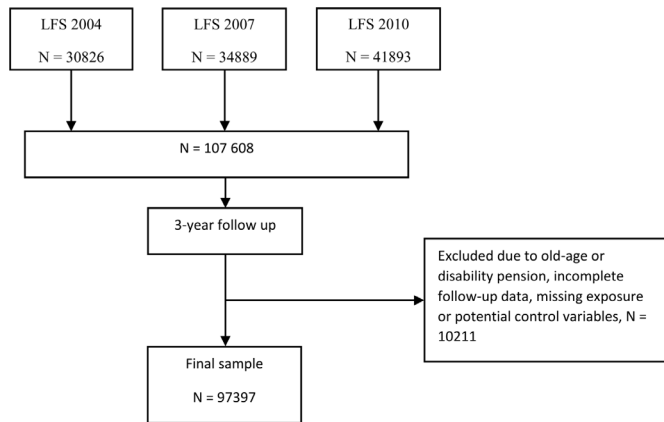 LFS 2004
N = 30826
LFS 2007
N = 34889
LFS 2010
N = 41893
N = 107 608
3-year follow up
Excluded due to old-age or
disability pension, incomplete
follow-up data, missing exposure
or potential control variables, N =
10211
Final sample
N = 97397